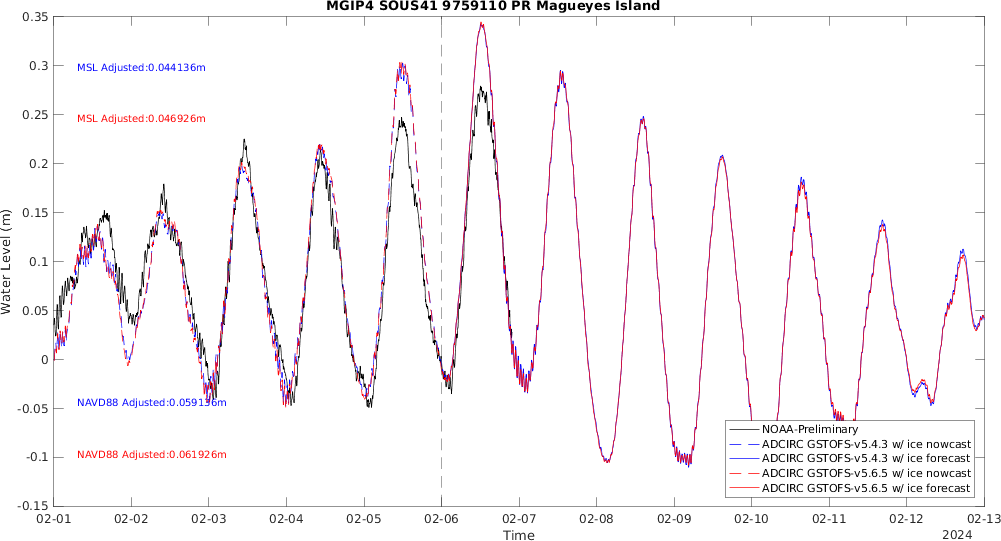 MGIP4 SOUS41 9759110 PR Magueyes Island
0.35
0.3
0.25
0.2
0.15
0.1
0.05
0
-0.05
-0.1
-0.15
Water Level (m)
MSL Adjusted:0.044136m
MSL Adjusted:0.046926m
NAVD88 Adjusted:0.059136m
NAVD88 Adjusted:0.061926m
NOAA-Preliminary
ADCIRC GSTOFS-v5.4.3 w/ ice nowcast
ADCIRC GSTOFS-v5.4.3 w/ ice forecast
ADCIRC GSTOFS-v5.6.5 w/ ice nowcast
ADCIRC GSTOFS-v5.6.5 w/ ice forecast
02-01 02-02 02-03 02-04 02-05 02-06 02-07 02-08 02-09 02-10 02-11 02-12 02-13
Time
2024